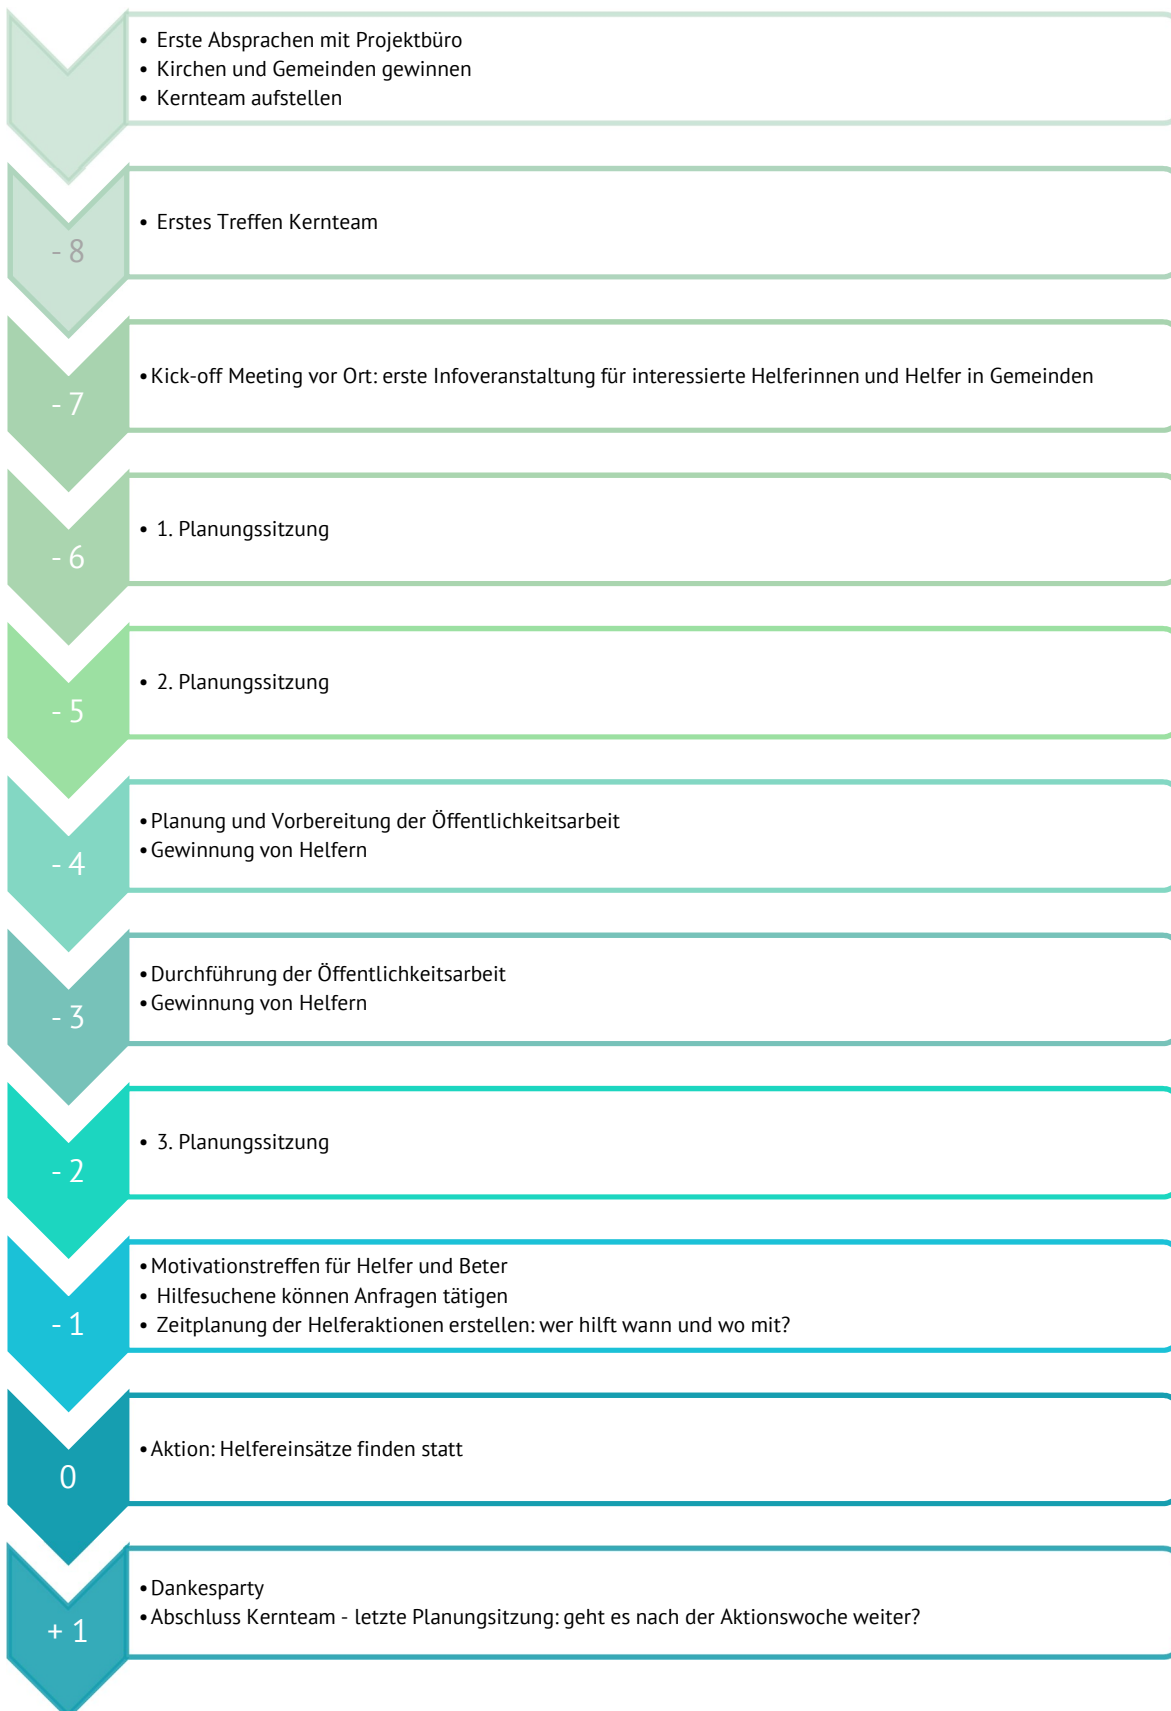 • Erste Absprachen mit Projektbüro
• Kirchen und Gemeinden gewinnen
• Kernteam aufstellen
- 8
• Erstes Treffen Kernteam
- 7
•Kick-off Meeting vor Ort: erste Infoveranstaltung für interessierte Helferinnen und Helfer in Gemeinden
- 6
• 1. Planungssitzung
- 5
• 2. Planungssitzung
- 4
•Planung und Vorbereitung der Öffentlichkeitsarbeit
•Gewinnung von Helfern
- 3
•Durchführung der Öffentlichkeitsarbeit
•Gewinnung von Helfern
- 2
• 3. Planungssitzung
- 1
•Motivationstreffen für Helfer und Beter
• Hilfesuchene können Anfragen tätigen
• Zeitplanung der Helferaktionen erstellen: wer hilft wann und wo mit?
0
•Aktion: Helfereinsätze finden statt
+ 1
•Dankesparty
•Abschluss Kernteam - letzte Planungsitzung: geht es nach der Aktionswoche weiter?